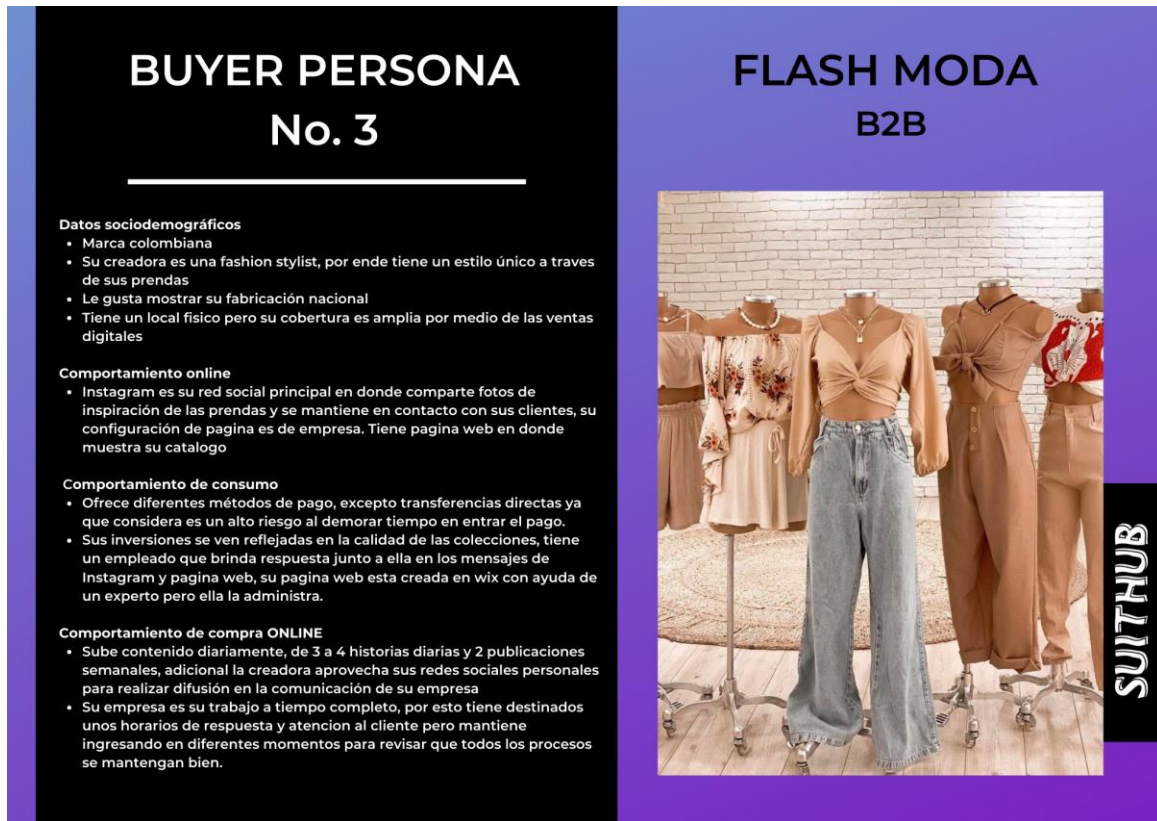 BUYER PERSONA
No. 3
Datos sociodemográficos
• Marca colombiana
• Su creadora es una fashion stylist, por ende tiene un estilo único a traves
de sus prendas
• Le gusta mostrar su fabricación nacional
• Tiene un local fisico pero su cobertura es amplia por medio de las ventas
digitales
Comportamiento online
• Instagram es su red social principal en donde comparte fotos de
inspiración de las prendas y se mantiene en contacto con sus clientes, su
configuración de pagina es de empresa. Tiene pagina web en donde
muestra su catalogo
Comportamiento de consumo
• Ofrece diferentes métodos de pago, excepto transferencias directas ya
que considera es un alto riesgo al demorar tiempo en entrar el pago.
• Sus inversiones se ven reflejadas en la calidad de las colecciones, tiene
un empleado que brinda respuesta junto a ella en los mensajes de
Instagram y pagina web, su pagina web esta creada en wix con ayuda de
un experto pero ella la administra.
Comportamiento de compra ONLINE
• Sube contenido diariamente, de 3 a 4 historias diarias y 2 publicaciones
semanales, adicional la creadora aprovecha sus redes sociales personales
para realizar difusión en la comunicación de su empresa
• Su empresa es su trabajo a tiempo completo, por esto tiene destinados
unos horarios de respuesta y atencion al cliente pero mantiene
ingresando en diferentes momentos para revisar que todos los procesos
se mantengan bien.
FLASH MODA
B2B
SUITHUB